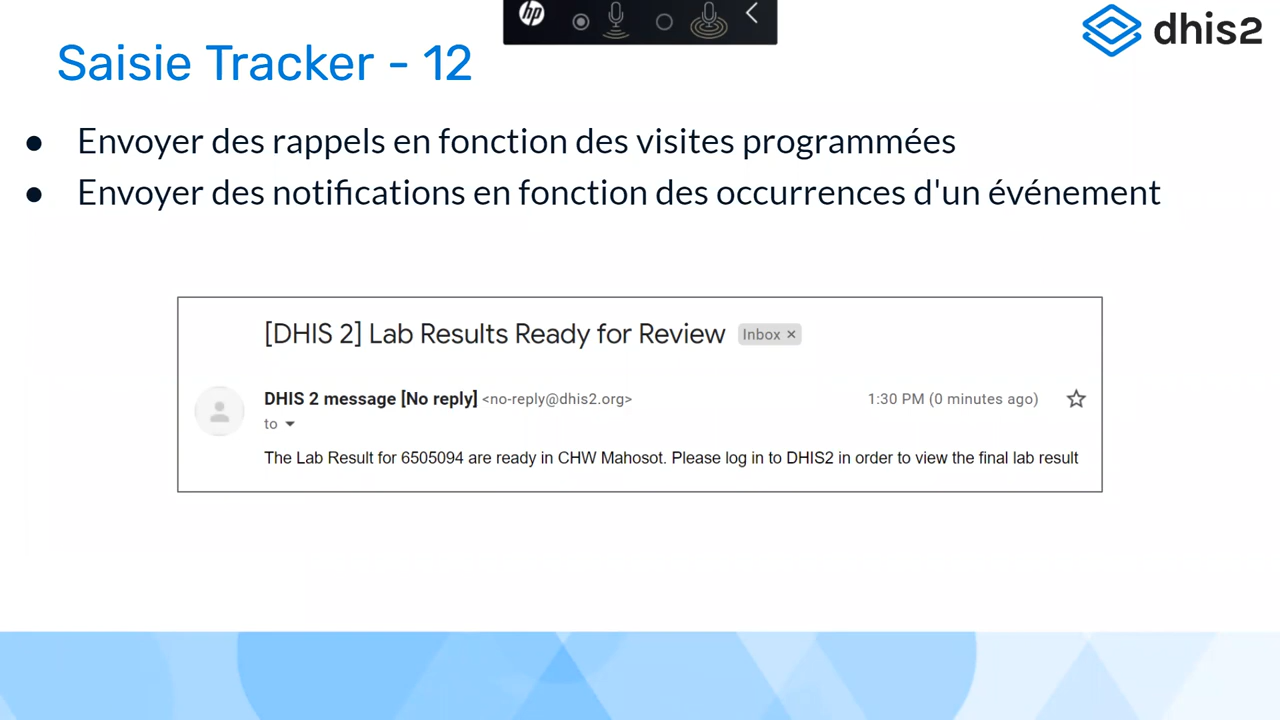 hp
dhis2
Saisie Tracker - 12
● Envoyer des rappels en fonction des visites programmées
● Envoyer des notifications en fonction des occurrences d'un événement
[DHIS 2] Lab Results Ready for Review Inbox ×
DHIS 2 message [No reply] <no-reply@dhis2.org> 1:30 PM (0 minutes ago)
to
The Lab Result for 6505094 are ready in CHW Mahosot. Please log in to DHIS2 in order to view the final lab result